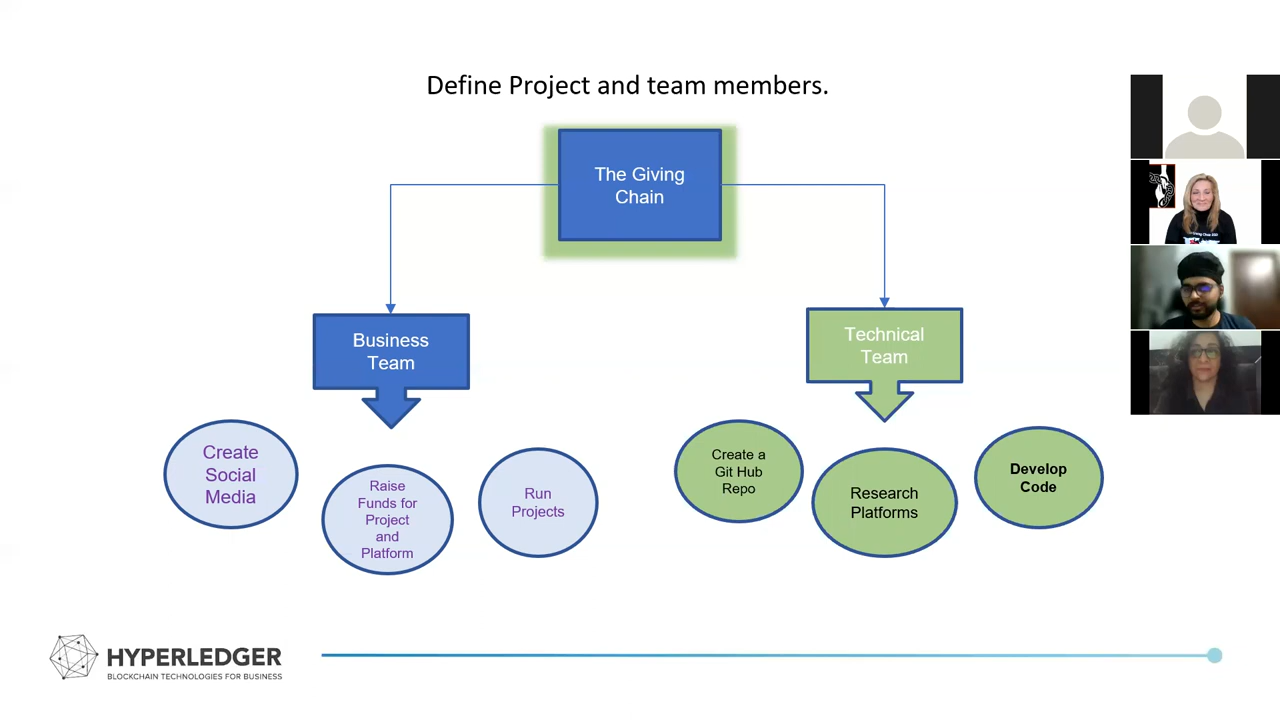 Define Project and team members.
The Giving
Chain
Business
Team
Technical
Team
Create
Social
Media
Raise
Funds for
Project
and
Platform
Run
Projects
Create a
Git Hub
Repo
Research
Platforms
Develop
Code
HYPERLEDGER
BLOCKCHAIN TECHNOLOGIES FOR BUSINESS